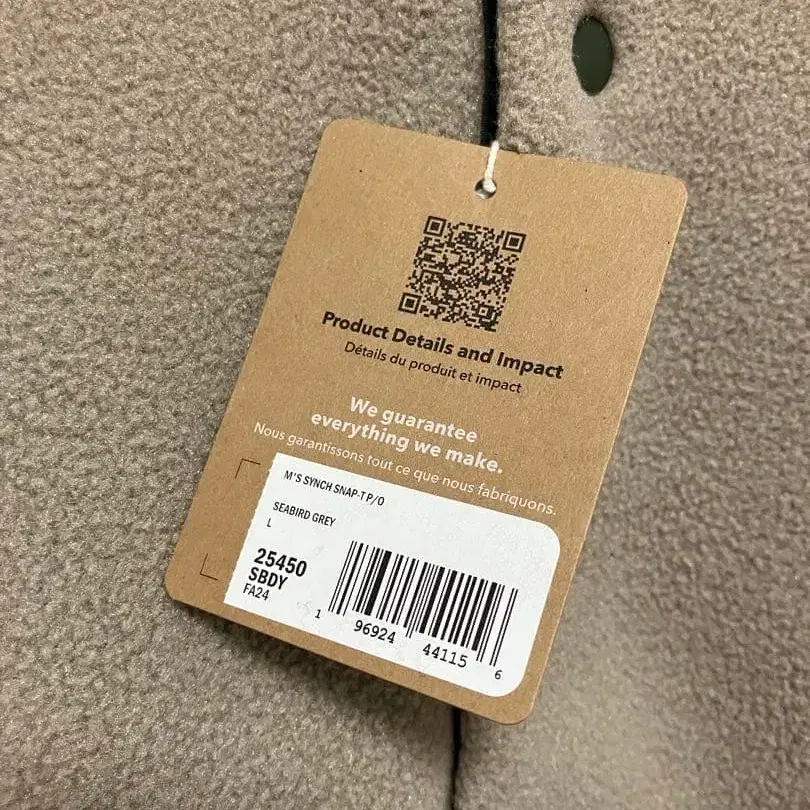 Product Details and Impact
Détails du produit et impact
We guarantee
everything we make.
Nous garantissons tout ce que nous fabriquons.
M'S SYNCH SNAP-T P/O
SEABIRD GREY
L
25450
SBDY
FA24
1 96924 44115 6